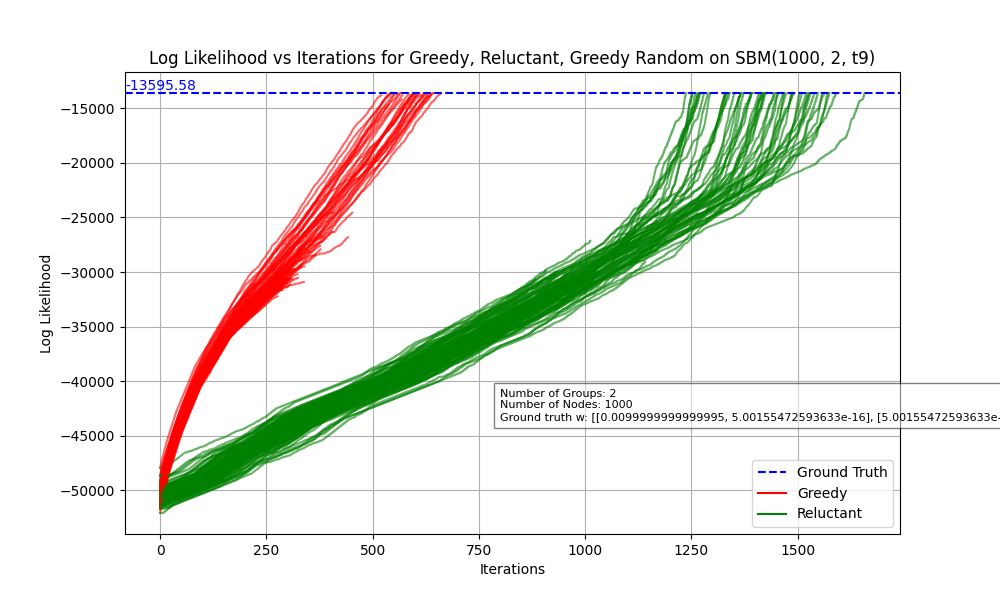 Log Likelihood vs Iterations for Greedy, Reluctant, Greedy Random on SBM(1000, 2, t9)
-13595.58
−15000
−20000
−25000
−30000
−35000
−40000
−45000
−50000
Log Likelihood
Number of Groups: 2
Number of Nodes: 1000
Ground truth w: [[0.0099999999999995, 5.00155472593633e-16], [5.00155472593633e-
Ground Truth
Greedy
Reluctant
0 250 500 750 1000 1250 1500
Iterations